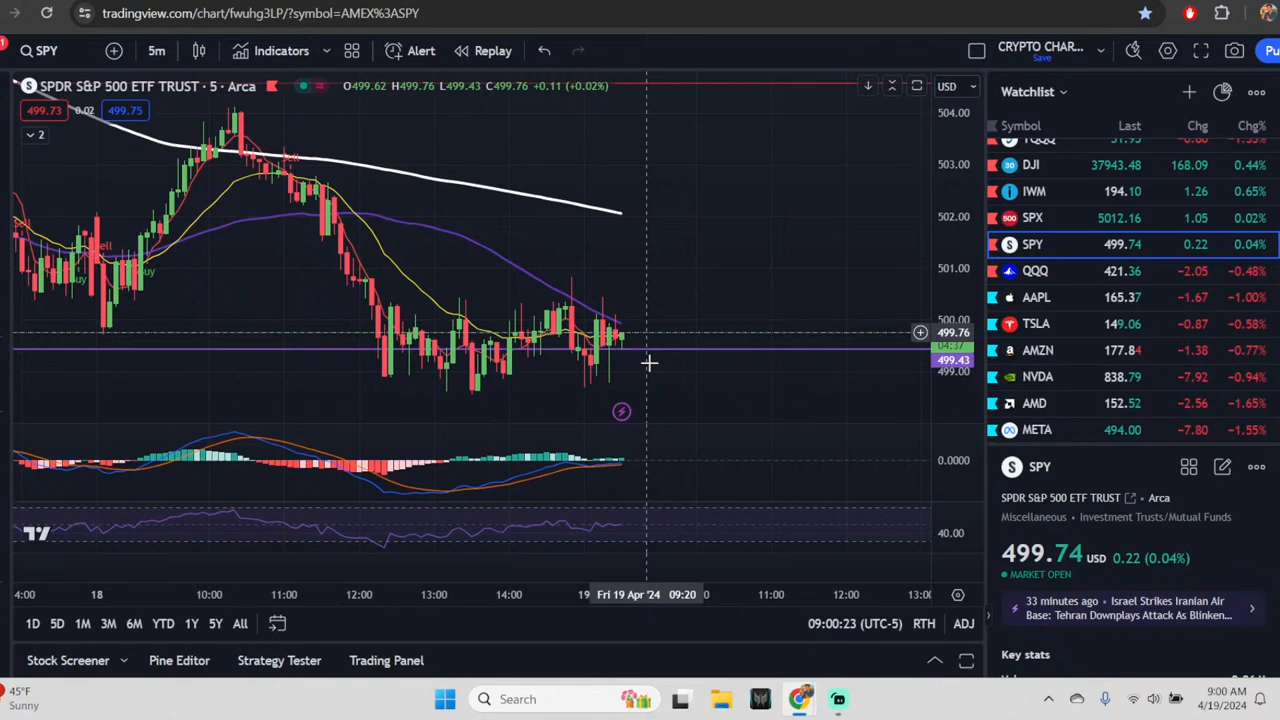 tradingview.com/chart/fwuhg3LP/?symbol=AMEX%3ASPY
SPY
5m
Indicators
Alert
Replay
CRYPTO CHAR...
Save
Pu
SPDR S&P 500 ETF TRUST · 5 · Arca
O499.62 H499.76 L499.43 C499.76 +0.11 (+0.02%)
USD
499.73
0.02
499.75
2
504.00
503.00
502.00
501.00
500.00
499.76
04:37
499.43
499.00
Sell
Sell
Buy
Buy
Sell
0.0000
40.00
4:00
18
10:00
11:00
12:00
13:00
14:00
19
Fri 19 Apr '24 09:20
0
11:00
12:00
13:00
1D
5D
1M
3M
6M
YTD
1Y
5Y
All
09:00:23 (UTC-5)
RTH
ADJ
Stock Screener
Pine Editor
Strategy Tester
Trading Panel
Watchlist
Symbol Last Chg Chg%
DJI 37943.48 168.09 0.44%
IWM 194.10 1.26 0.65%
SPX 5012.16 1.05 0.02%
SPY 499.74 0.22 0.04%
QQQ 421.36 −2.05 −0.48%
AAPL 165.37 −1.67 −1.00%
TSLA 149.06 −0.87 −0.58%
AMZN 177.84 −1.38 −0.77%
NVDA 838.79 −7.92 −0.94%
AMD 152.52 −2.56 −1.65%
META 494.00 −7.80 −1.55%
SPY
SPDR S&P 500 ETF TRUST · Arca
Miscellaneous · Investment Trusts/Mutual Funds
499.74 USD 0.22 (0.04%)
MARKET OPEN
33 minutes ago · Israel Strikes Iranian Air
Base: Tehran Downplays Attack As Blinken...
Key stats
45°F
Sunny
Search
9:00 AM
4/19/2024